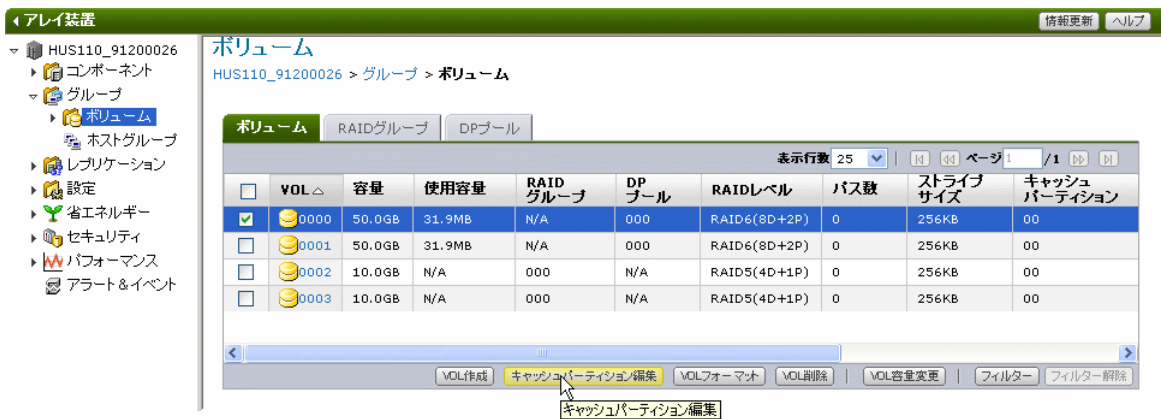 アレイ装置
情報更新 ヘルプ
HUS110_91200026
コンポーネント
グループ
ボリューム
ホストグループ
レプリケーション
設定
省エネルギー
セキュリティ
パフォーマンス
アラート&イベント
ボリューム
HUS110_91200026 > グループ > ボリューム
ボリューム RAIDグループ DPプール
表示行数 25 ページ 1 /1
VOL 容量 使用容量 RAIDグループ DPプール RAIDレベル パス数 ストライプサイズ キャッシュパーティション
0000 50.0GB 31.9MB N/A 000 RAID6(8D+2P) 0 256KB 00
0001 50.0GB 31.9MB N/A 000 RAID6(8D+2P) 0 256KB 00
0002 10.0GB N/A 000 N/A RAID5(4D+1P) 0 256KB 00
0003 10.0GB N/A 000 N/A RAID5(4D+1P) 0 256KB 00
VOL作成 キャッシュパーティション編集 VOLフォーマット VOL削除 | VOL容量変更 | フィルター フィルター解除
キャッシュパーティション編集